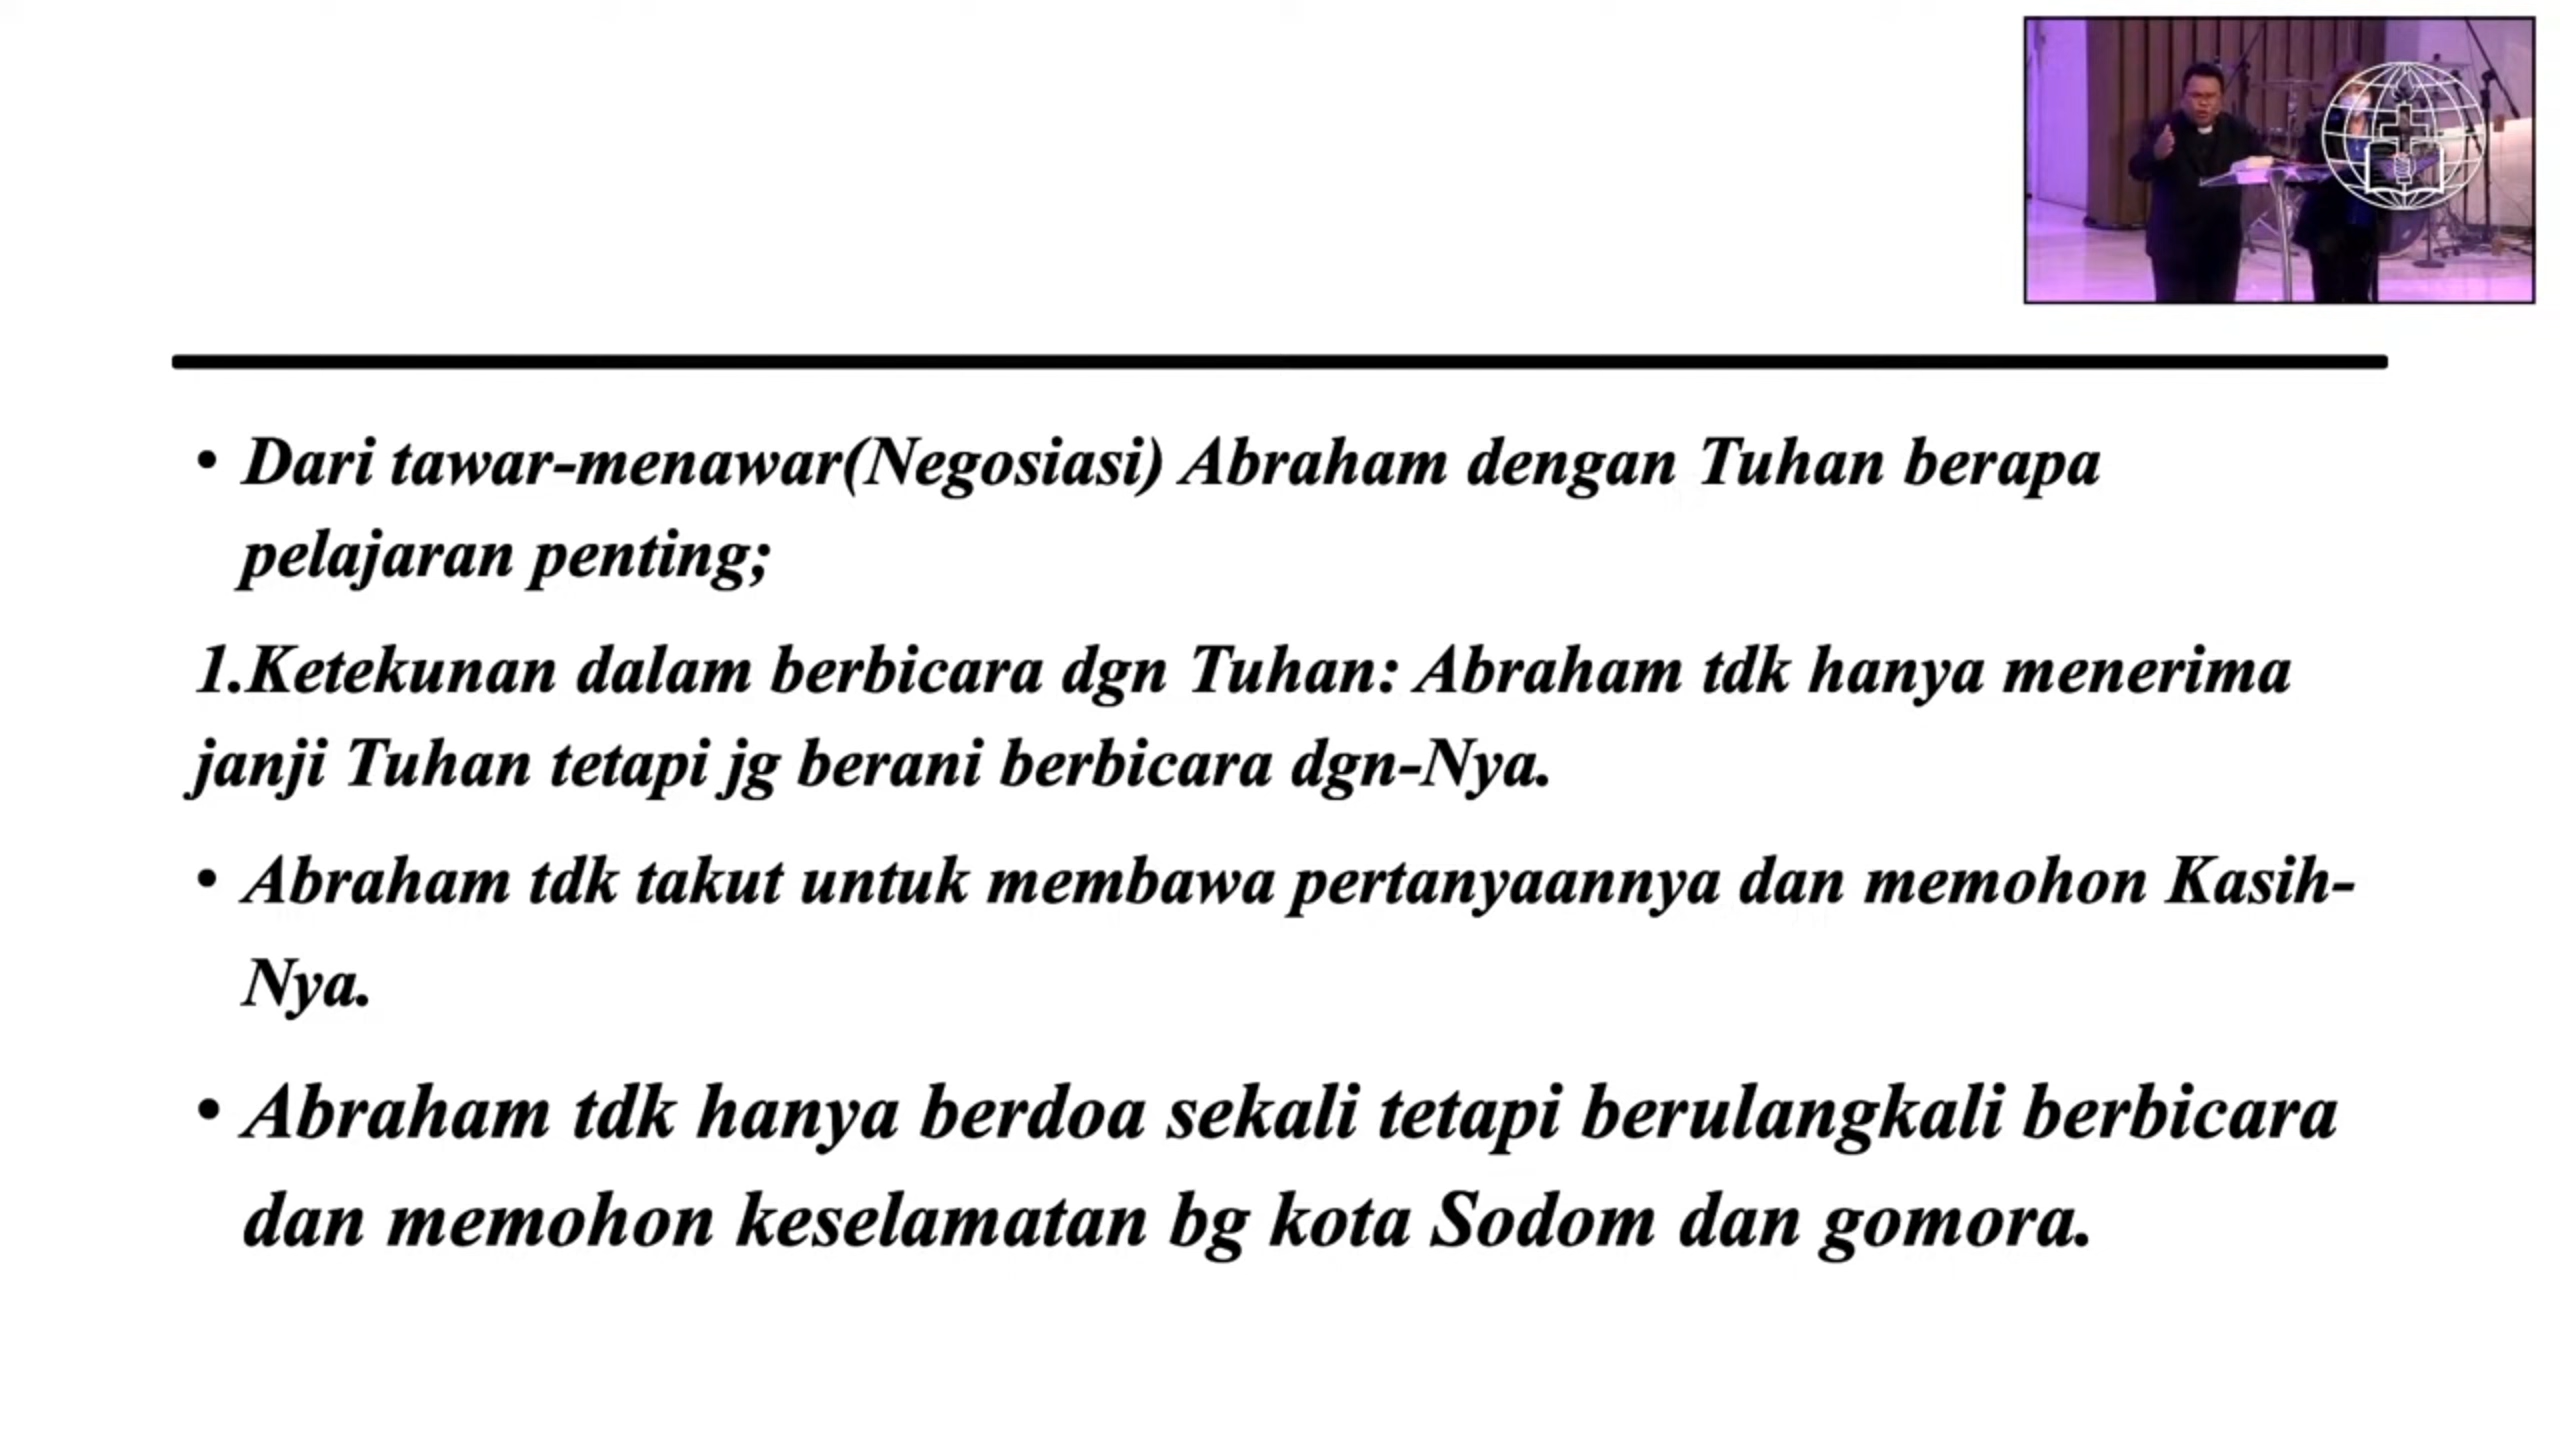 • Dari tawar-menawar(Negosiasi) Abraham dengan Tuhan berapa
pelajaran penting;
1.Ketekunan dalam berbicara dgn Tuhan: Abraham tdk hanya menerima
janji Tuhan tetapi jg berani berbicara dgn-Nya.
• Abraham tdk takut untuk membawa pertanyaannya dan memohon Kasih-
Nya.
• Abraham tdk hanya berdoa sekali tetapi berulangkali berbicara
dan memohon keselamatan bg kota Sodom dan gomora.